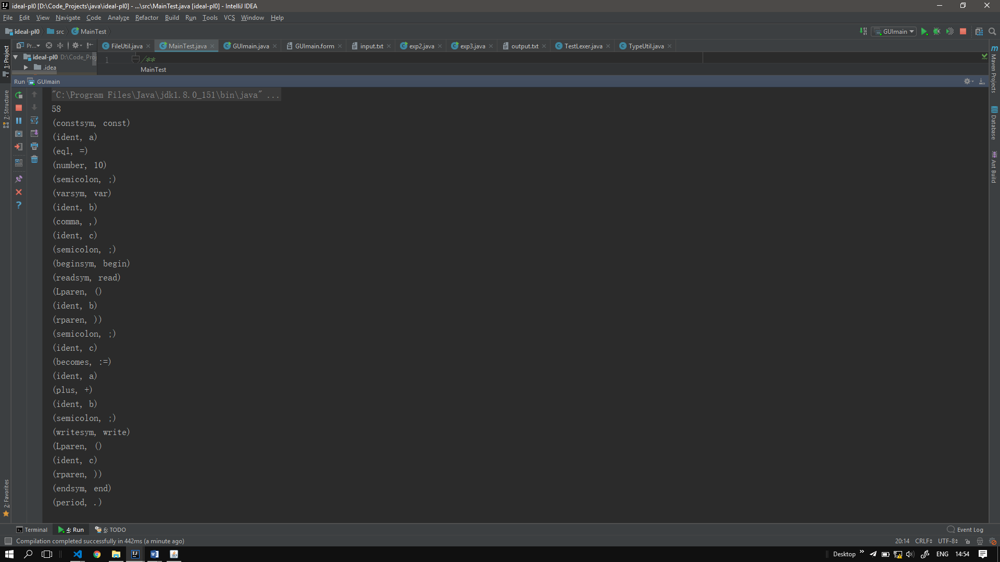 ideal-pl0 [D:\Code_Projects\java\ideal-pl0] - ...\src\MainTest.java [ideal-pl0] - IntelliJ IDEA
File Edit View Navigate Code Analyze Refactor Build Run Tools VCS Window Help
ideal-pl0 src MainTest GUImain
Pr... FileUtil.java MainTest.java GUImain.java GUImain.form input.txt exp2.java exp3.java output.txt TestLexer.java TypeUtil.java
ideal-pl0 D:\Code_Proj 1 /**
.idea MainTest
Run GUImain
"C:\Program Files\Java\jdk1.8.0_151\bin\java" ...
58
(constsym, const)
(ident, a)
(eql, =)
(number, 10)
(semicolon, ;)
(varsym, var)
(ident, b)
(comma, ,)
(ident, c)
(semicolon, ;)
(beginsym, begin)
(readsym, read)
(Lparen, ()
(ident, b)
(rparen, ))
(semicolon, ;)
(ident, c)
(becomes, :=)
(ident, a)
(plus, +)
(ident, b)
(semicolon, ;)
(writesym, write)
(Lparen, ()
(ident, c)
(rparen, ))
(endsym, end)
(period, .)
1: Project
7: Structure
2: Favorites
Maven Projects
Database
Ant Build
Terminal 4: Run 6: TODO Event Log
Compilation completed successfully in 442ms (a minute ago) 20:14 CRLF UTF-8
Desktop ENG 14:54